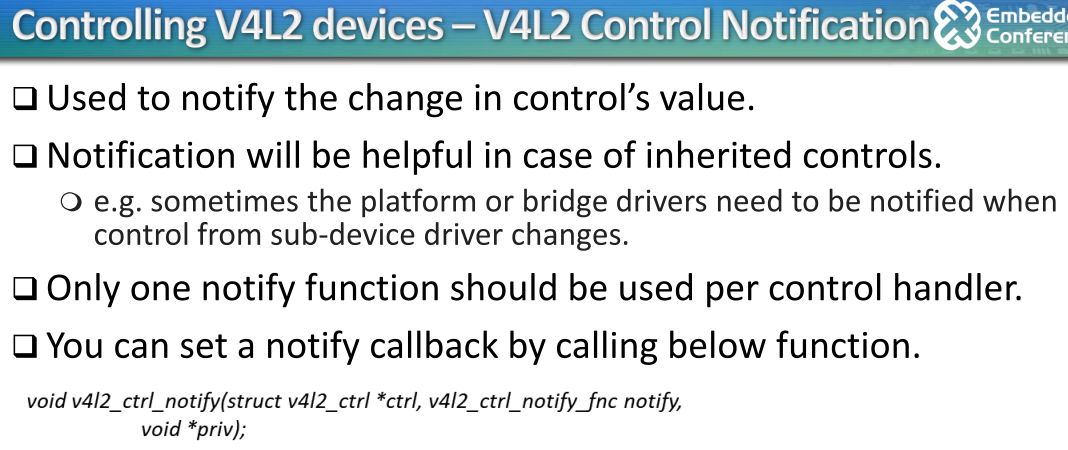 Controlling V4L2 devices – V4L2 Control Notification
Used to notify the change in control’s value.
Notification will be helpful in case of inherited controls.
e.g. sometimes the platform or bridge drivers need to be notified when
control from sub-device driver changes.
Only one notify function should be used per control handler.
You can set a notify callback by calling below function.
void v4l2_ctrl_notify(struct v4l2_ctrl *ctrl, v4l2_ctrl_notify_fnc notify,
void *priv);